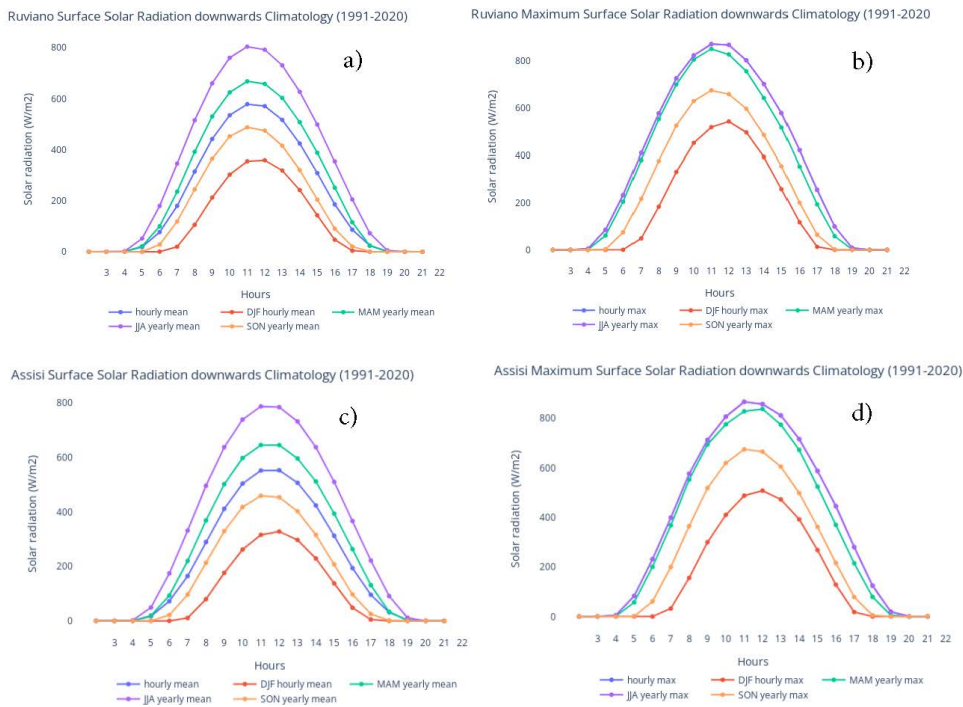 Ruviano Surface Solar Radiation downwards Climatology (1991-2020)
a)
800
600
400
200
0
Solar radiation (W/m2)
3 4 5 6 7 8 9 10 11 12 13 14 15 16 17 18 19 20 21 22
Hours
hourly mean DJF hourly mean MAM yearly mean
JJA yearly mean SON yearly mean
Ruviano Maximum Surface Solar Radiation downwards Climatology (1991-2020
b)
800
600
400
200
0
Solar radiation (W/m2)
3 4 5 6 7 8 9 10 11 12 13 14 15 16 17 18 19 20 21 22
Hours
hourly max DJF yearly max MAM yearly max
JJA yearly max SON yearly max
Assisi Surface Solar Radiation downwards Climatology (1991-2020)
c)
800
600
400
200
0
Solar radiation (W/m2)
3 4 5 6 7 8 9 10 11 12 13 14 15 16 17 18 19 20 21 22
Hours
hourly mean DJF hourly mean MAM yearly mean
JJA yearly mean SON yearly mean
Assisi Maximum Surface Solar Radiation downwards Climatology (1991-2020)
d)
800
600
400
200
0
Solar radiation (W/m2)
3 4 5 6 7 8 9 10 11 12 13 14 15 16 17 18 19 20 21 22
Hours
hourly max DJF yearly max MAM yearly max
JJA yearly max SON yearly max